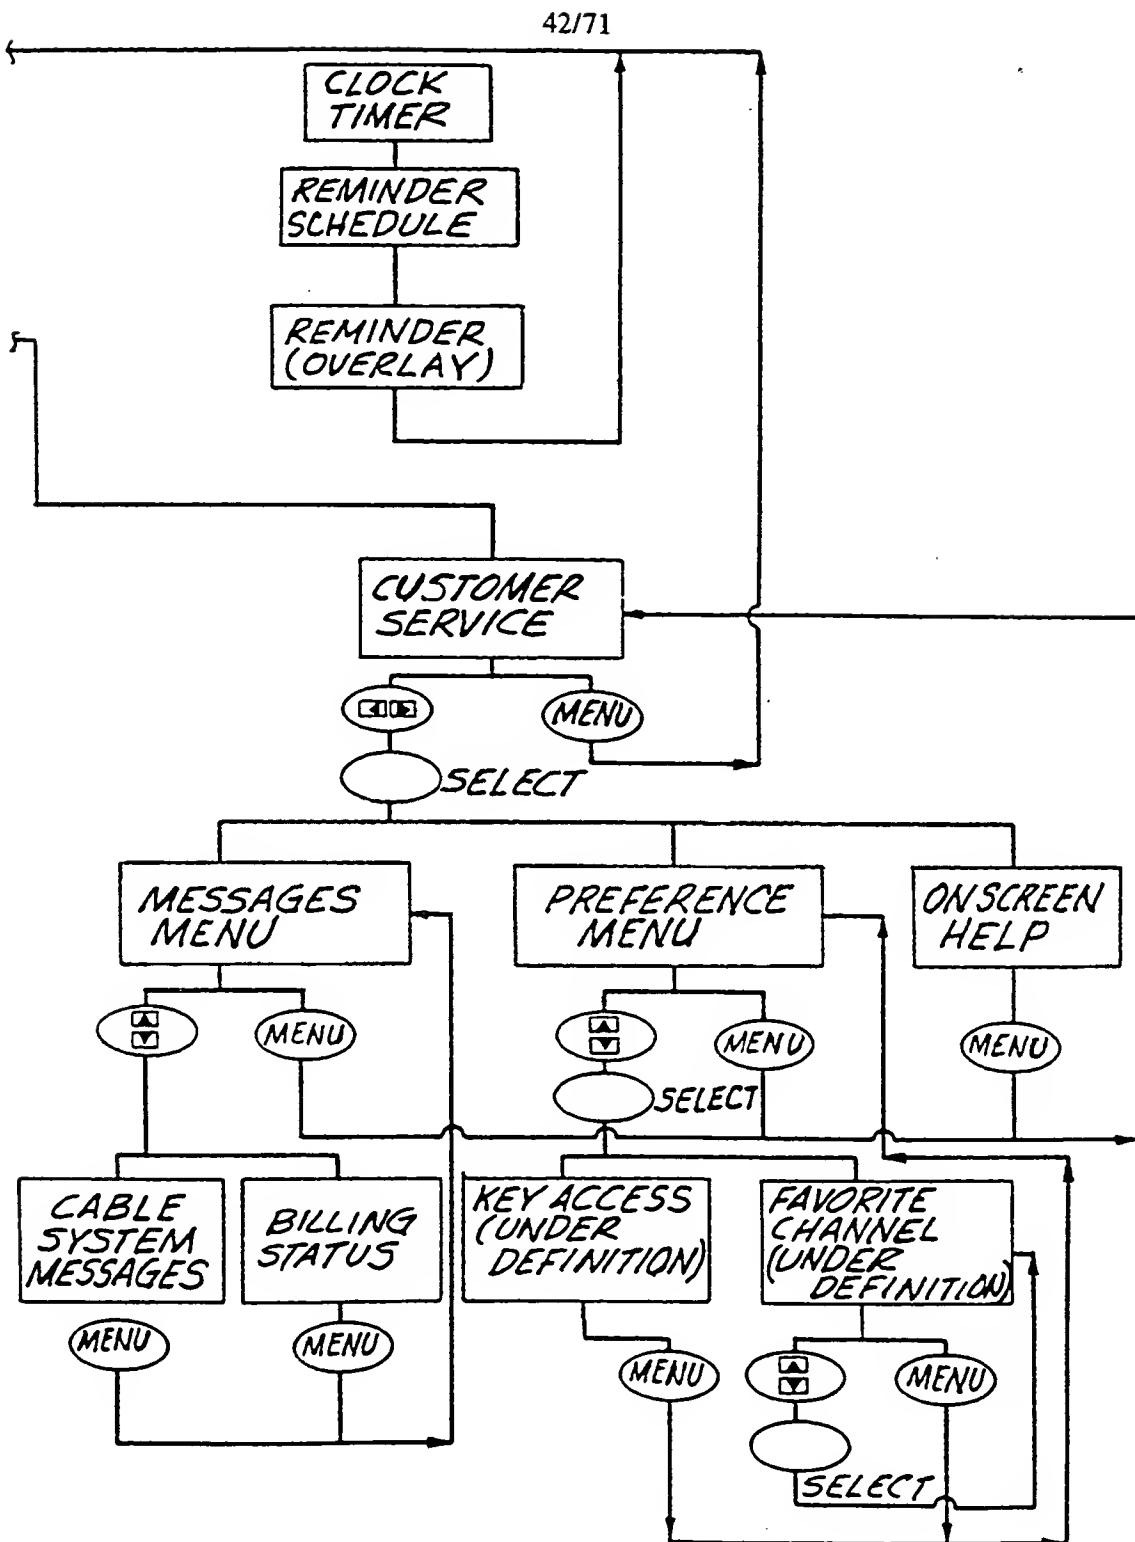 42/71
CLOCK
TIMER
REMINDER
SCHEDULE
REMINDER
(OVERLAY)
CUSTOMER
SERVICE
MENU
SELECT
MESSAGES
MENU
PREFERENCE
MENU
ON SCREEN
HELP
MENU
MENU
MENU
SELECT
CABLE
SYSTEM
MESSAGES
BILLING
STATUS
KEY ACCESS
(UNDER
DEFINITION)
FAVORITE
CHANNEL
(UNDER
DEFINITION)
MENU
MENU
MENU
MENU
SELECT